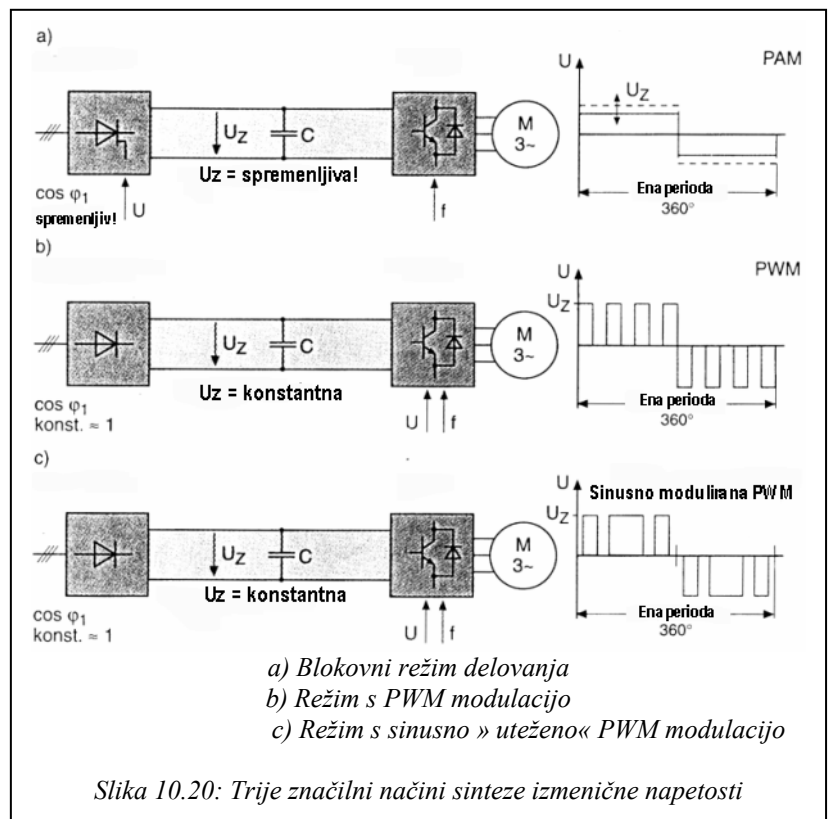 a)
U
PAM
U_Z
U_Z
C
M
3~
Uz = spremenljiva!
cos φ₁
spremenljiv!
U
f
Ena perioda
360°
b)
U
PWM
U_Z
U_Z
C
M
3~
Uz = konstantna
Ena perioda
360°
cos φ₁
konst. ≈ 1
U
f
c)
U
Sinusno modulirana PWM
U_Z
U_Z
C
M
3~
Uz = konstantna
Ena perioda
360°
cos φ₁
konst. ≈ 1
U
f
a) Blokovni režim delovanja
b) Režim s PWM modulacijo
c) Režim s sinusno » uteženo« PWM modulacijo
Slika 10.20: Trije značilni načini sinteze izmenične napetosti